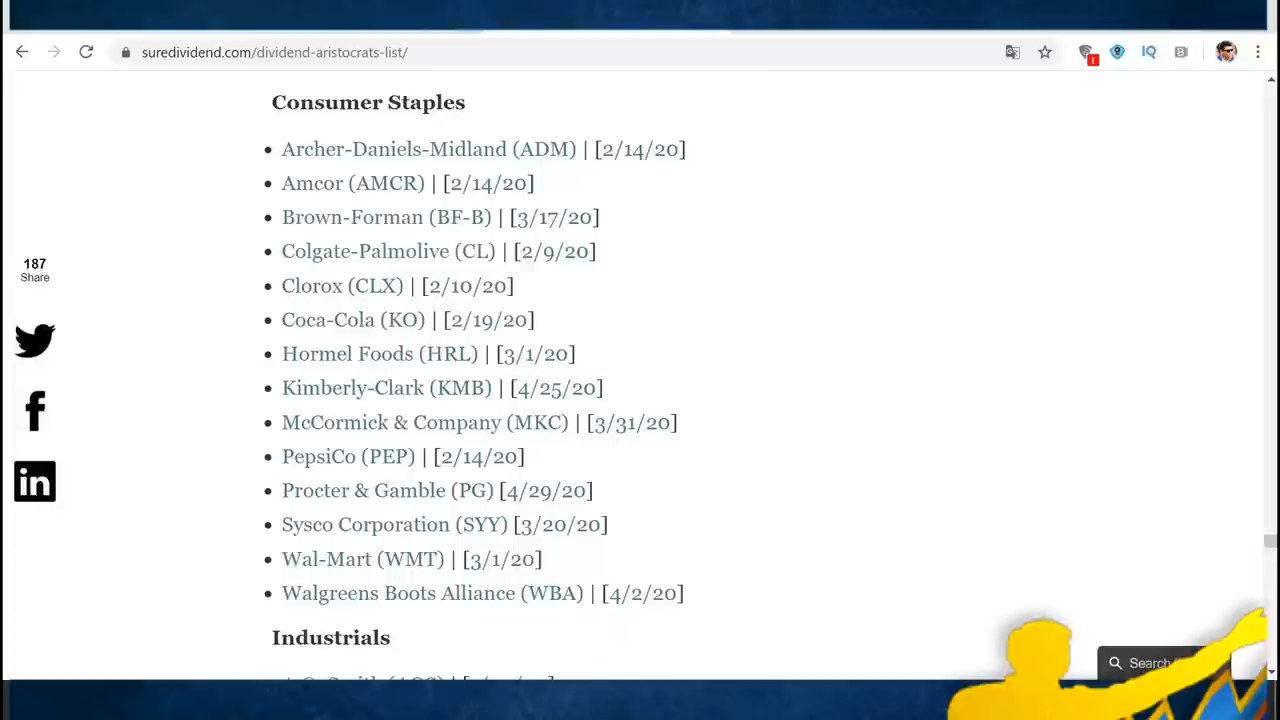 suredividend.com/dividend-aristocrats-list/
Consumer Staples
Archer-Daniels-Midland (ADM) | [2/14/20]
Amcor (AMCR) | [2/14/20]
Brown-Forman (BF-B) | [3/17/20]
Colgate-Palmolive (CL) | [2/9/20]
Clorox (CLX) | [2/10/20]
187
Share
Coca-Cola (KO) | [2/19/20]
Hormel Foods (HRL) | [3/1/20]
Kimberly-Clark (KMB) | [4/25/20]
McCormick & Company (MKC) | [3/31/20]
PepsiCo (PEP) | [2/14/20]
Procter & Gamble (PG) [4/29/20]
Sysco Corporation (SYY) [3/20/20]
Wal-Mart (WMT) | [3/1/20]
Walgreens Boots Alliance (WBA) | [4/2/20]
Industrials
Search